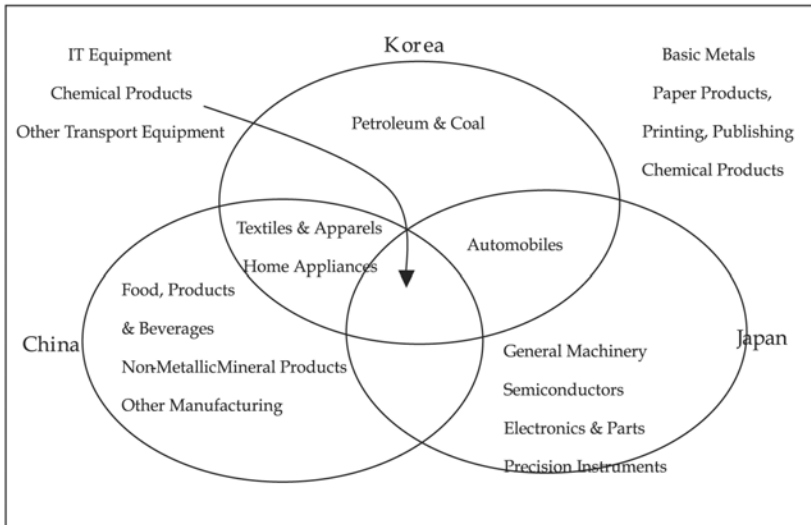 Korea
IT Equipment
Chemical Products
Other Transport Equipment
Basic Metals
Paper Products,
Printing, Publishing
Chemical Products
Petroleum & Coal
Textiles & Apparels
Home Appliances
Automobiles
China
Food, Products
& Beverages
Non-MetallicMineral Products
Other Manufacturing
Japan
General Machinery
Semiconductors
Electronics & Parts
Precision Instruments